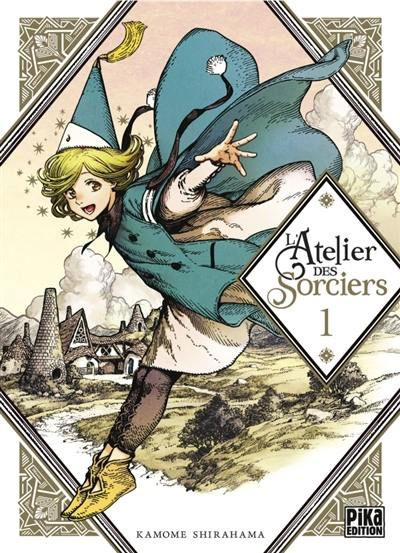 L'Atelier
DES
Sorciers
1
KAMOME SHIRAHAMA
PIKA
EDITION